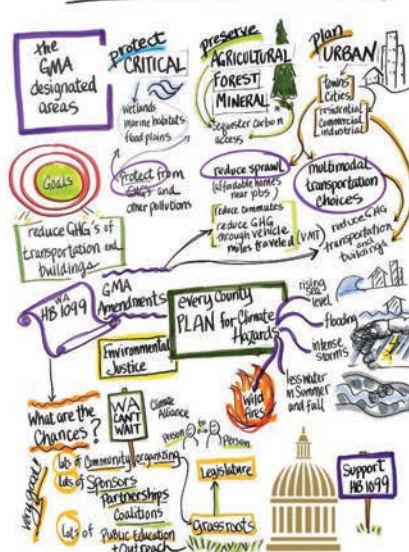 the
GMA
designated
areas
protect
CRITICAL
wetlands
marine habitats
flood plains
Protect from
GHG's and
other pollutions
preserve
AGRICULTURAL
FOREST
MINERAL
sequester carbon
access
plan
URBAN
towns
cities
residential
commercial
industrial
Goals
reduce GHG's of
transportation and
buildings
reduce sprawl
(affordable homes
near jobs)
reduce commutes
reduce GHG
through vehicle
miles traveled (VMT)
multimodal
transportation
choices
reduce GHG
transportation
and
buildings
WA
HB 1099
GMA
Amendments
Environmental
Justice
every County
PLAN for Climate
Hazards
rising
sea
level
flooding
intense
storms
less water
in Summer
and fall
Wild
fires
What are the
Chances?
very good!
WA
CAN'T
WAIT
Climate
Alliance
Person to Person
lots of Community organizing
lots of Sponsors
Partnerships
Coalitions
lots of Public Education
+ Outreach
Legislature
Grassroots
Support
HB 1099